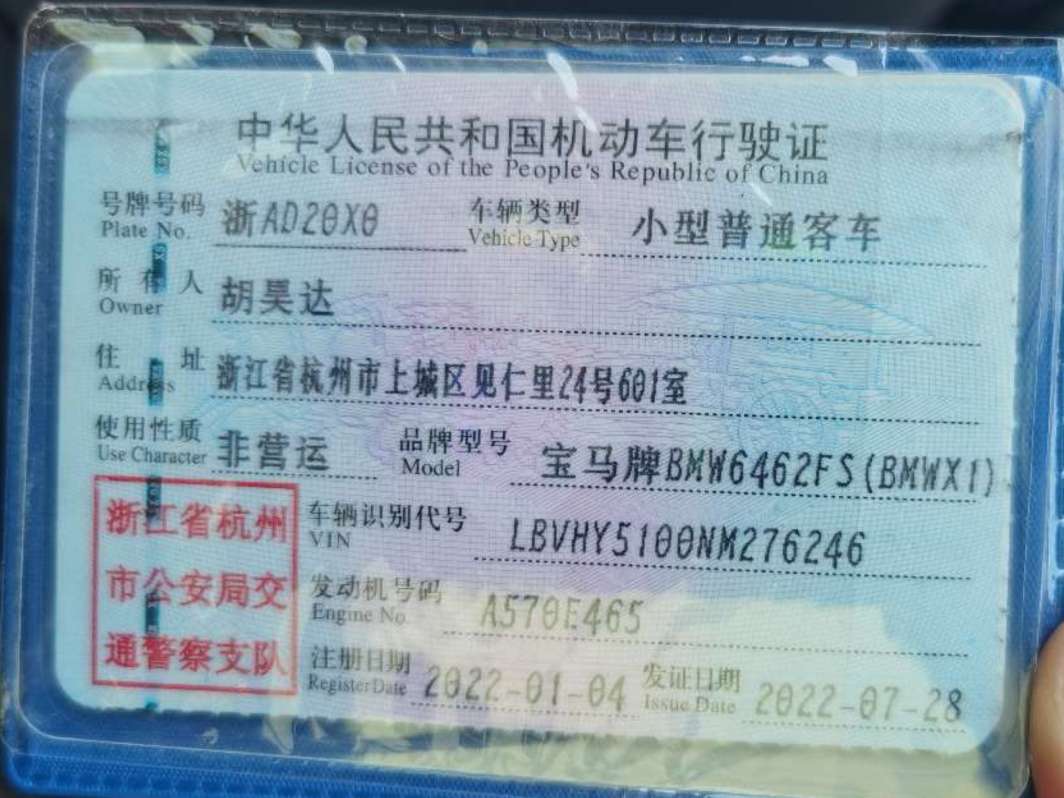 中华人民共和国机动车行驶证
Vehicle License of the People's Republic of China
号牌号码 浙AD20X0 车辆类型 小型普通客车
Plate No. Vehicle Type
所有人 胡昊达
Owner
住址 浙江省杭州市上城区见仁里24号601室
Address
使用性质 非营运 品牌型号 宝马牌BMW6462FS(BMWX1)
Use Character Model
浙江省杭州 车辆识别代号 LBVHY5100NM276246
VIN
市公安局交 发动机号码 A570E465
Engine No.
通警察支队 注册日期 2022-01-04 发证日期 2022-07-28
Register Date Issue Date